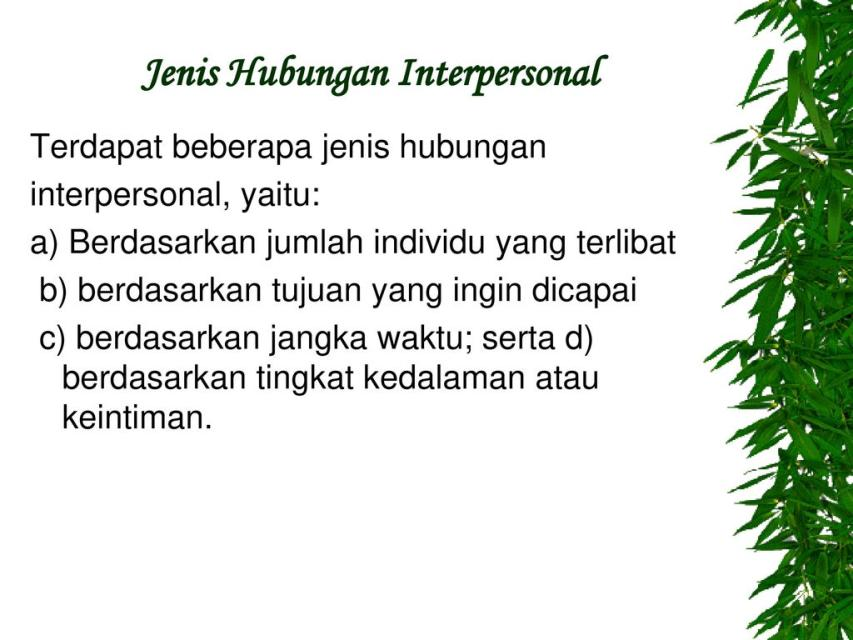 Jenis Hubungan Interpersonal
Terdapat beberapa jenis hubungan
interpersonal, yaitu:
a) Berdasarkan jumlah individu yang terlibat
b) berdasarkan tujuan yang ingin dicapai
c) berdasarkan jangka waktu; serta d)
berdasarkan tingkat kedalaman atau
keintiman.